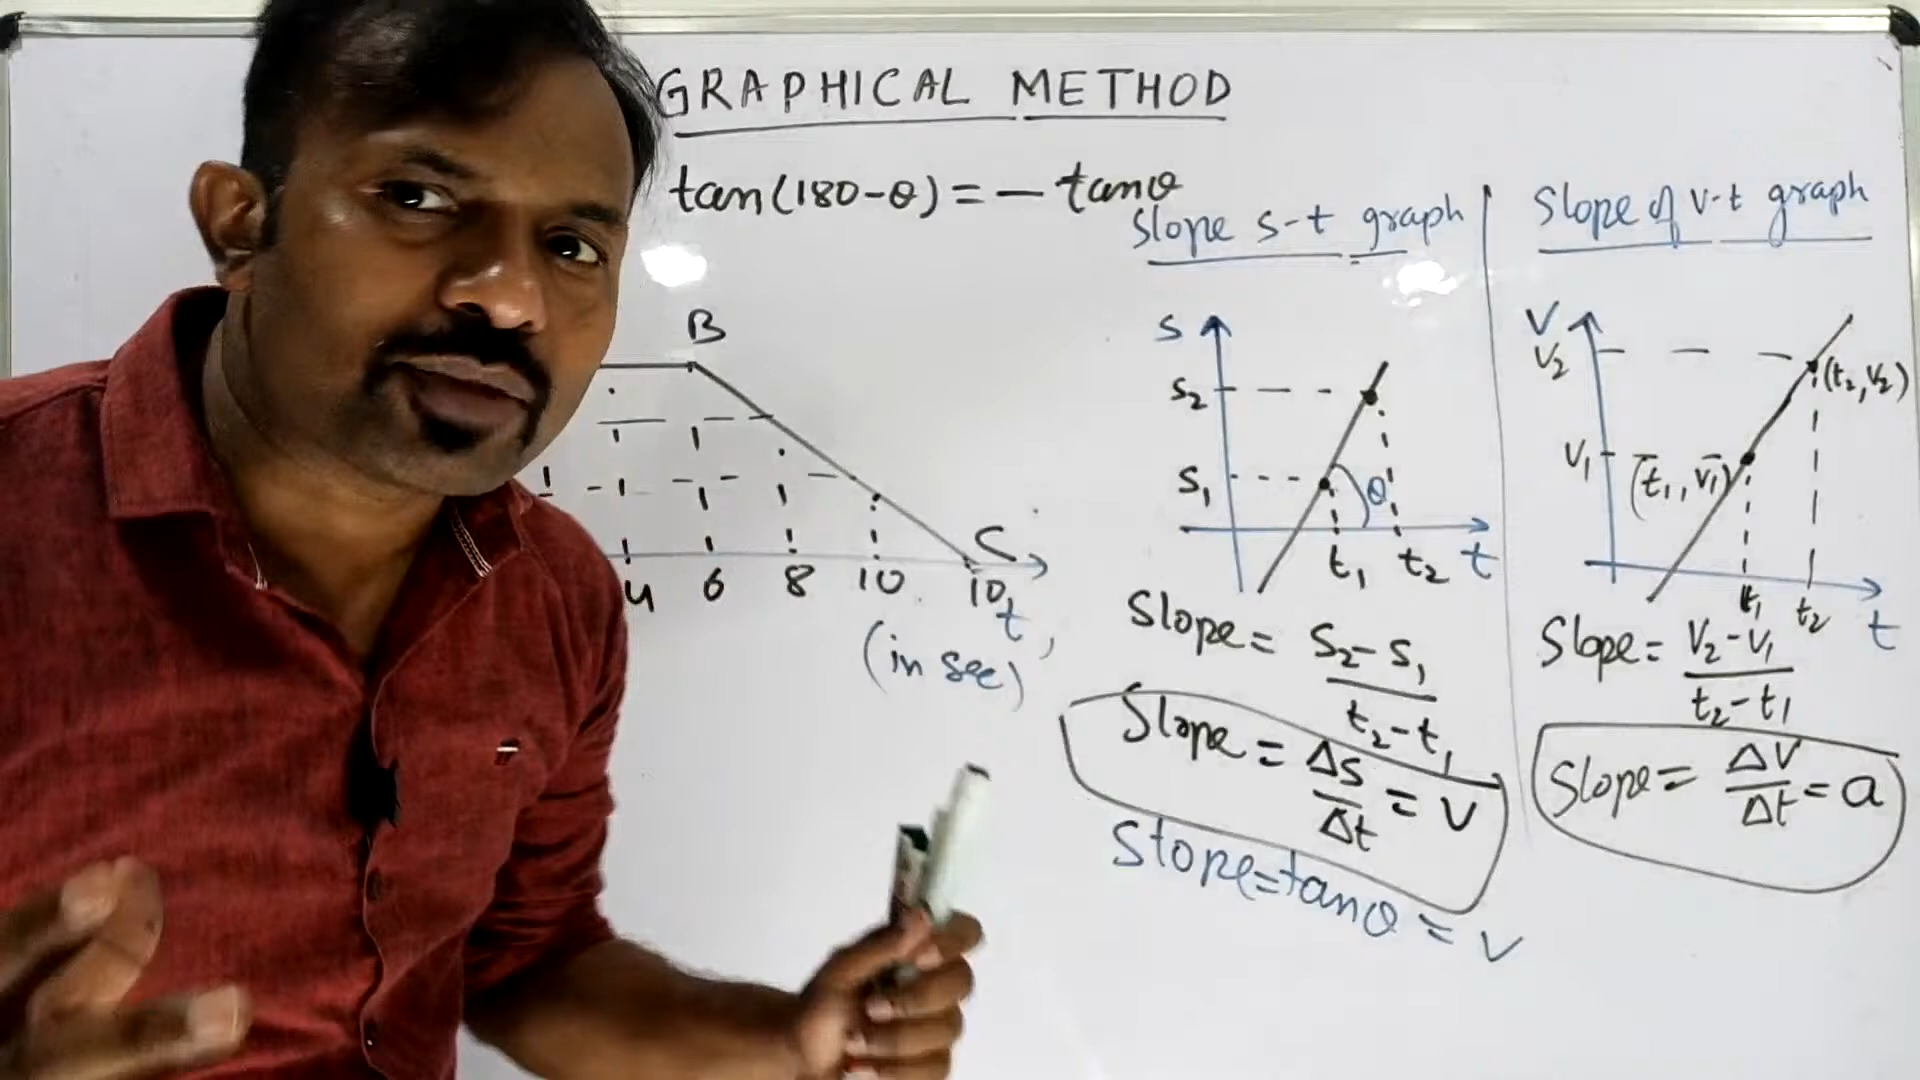 GRAPHICAL METHOD
tan(180-θ) = - tanθ
B
C
4 6 8 10 10
t,
(in sec)
Slope s-t graph
s
s2
s1
θ
t1 t2 t
Slope = s2-s1
t2-t1
Slope = Δs
Δt = v
Slope=tanθ = v
Slope of v-t graph
v
v2
(t2, v2)
v1
(t1, v1)
t1 t2 t
Slope = v2-v1
t2-t1
Slope = Δv
Δt = a